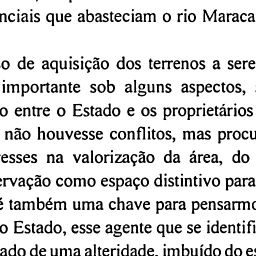 nciais que abasteciam o rio Maraca
o de aquisição dos terrenos a sere
importante sob alguns aspectos,
o entre o Estado e os proprietários
não houvesse conflitos, mas procu
esses na valorização da área, do
ervação como espaço distintivo para
é também uma chave para pensarmo
o Estado, esse agente que se identifi
ado de uma alteridade, imbuído do es